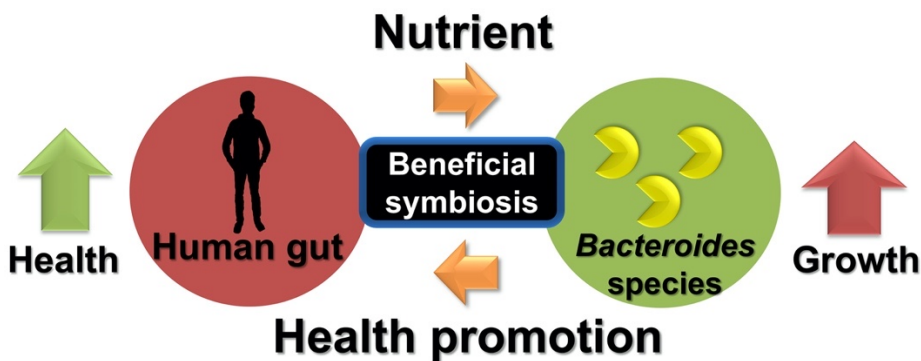 Nutrient
Beneficial
symbiosis
Health
Human gut
Bacteroides
species
Growth
Health promotion